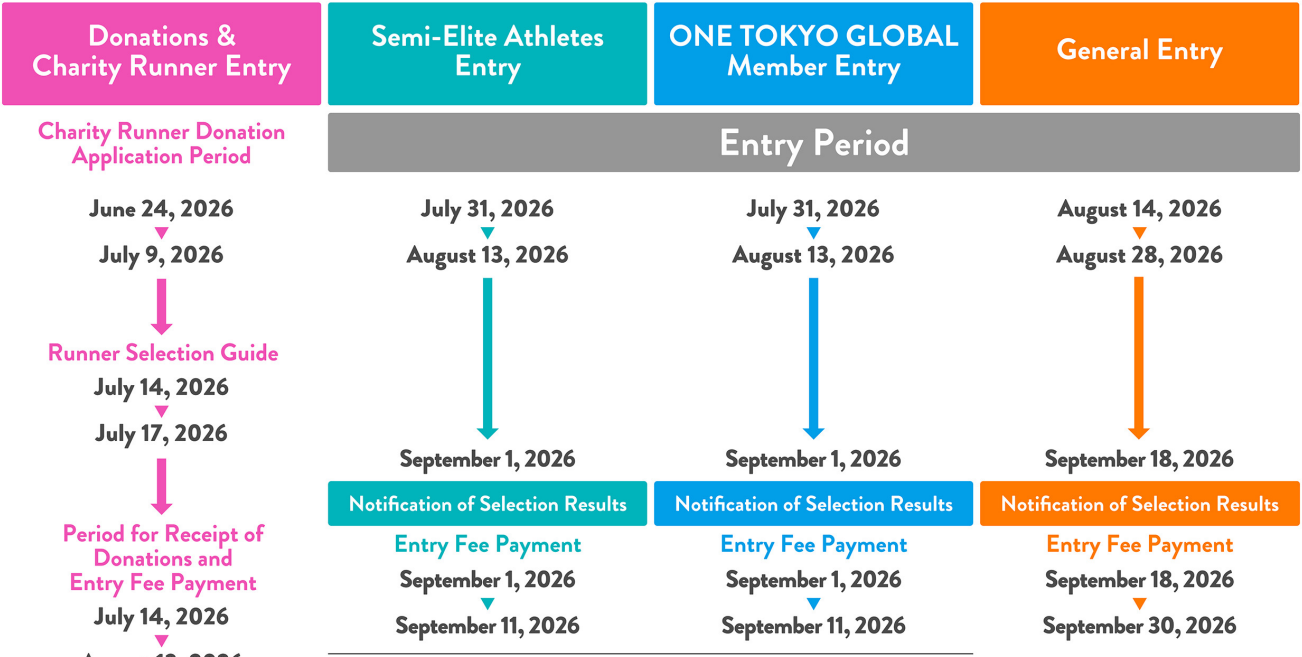 Donations &
Charity Runner Entry
Charity Runner Donation
Application Period
June 24, 2026
July 9, 2026
Runner Selection Guide
July 14, 2026
July 17, 2026
Period for Receipt of
Donations and
Entry Fee Payment
July 14, 2026
Semi-Elite Athletes
Entry
ONE TOKYO GLOBAL
Member Entry
General Entry
Entry Period
July 31, 2026
August 13, 2026
September 1, 2026
Notification of Selection Results
Entry Fee Payment
September 1, 2026
September 11, 2026
July 31, 2026
August 13, 2026
September 1, 2026
Notification of Selection Results
Entry Fee Payment
September 1, 2026
September 11, 2026
August 14, 2026
August 28, 2026
September 18, 2026
Notification of Selection Results
Entry Fee Payment
September 18, 2026
September 30, 2026